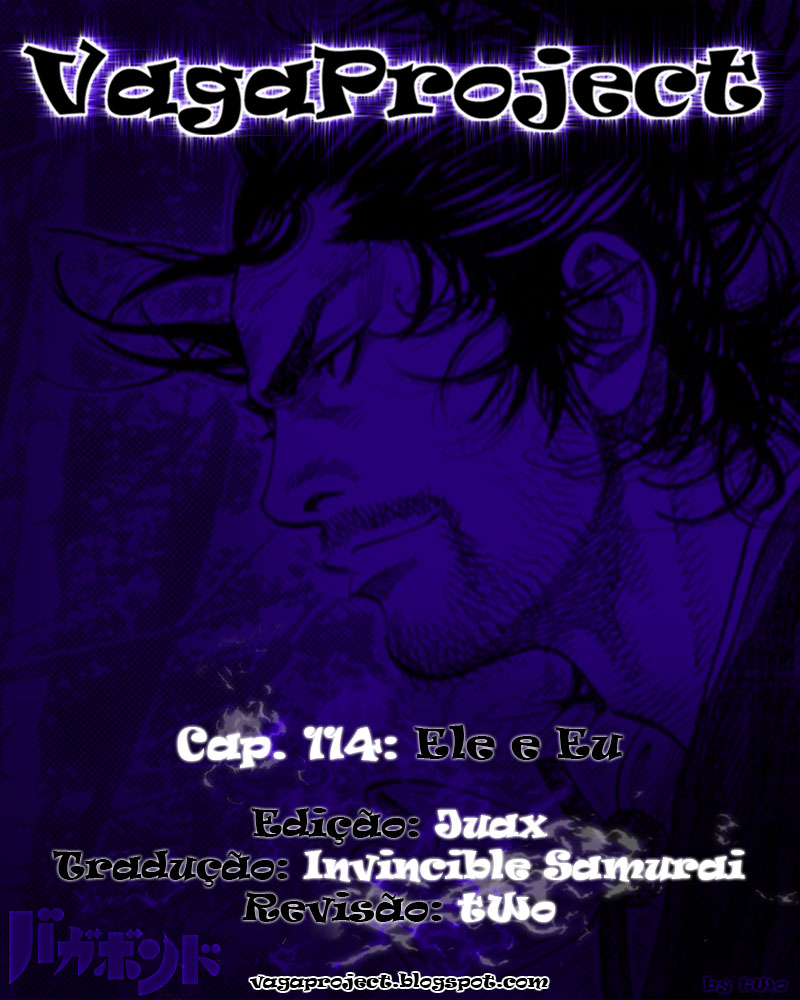 VagaProject
Cap. 114: Ele e Eu
Edição: Juax
Tradução: Invincible Samurai
Revisão: tWo
バガボンド
vagaproject.blogspot.com
by tWo